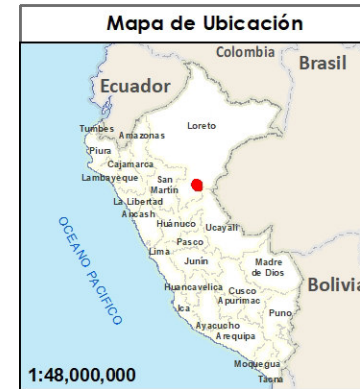 Mapa de Ubicación
Colombia
Brasil
Ecuador
Loreto
Tumbes
Amazonas
Piura
Cajamarca
Lambayeque
San
Martín
La Libertad
Ancash
Huánuco
Ucayali
Pasco
Lima
Junín
Madre
de Dios
OCEANO PACIFICO
Huancavelica
Cusco
Apurimac
Bolivia
Ica
Puno
Ayacucho
Arequipa
Moquegua
Tacna
1:48,000,000